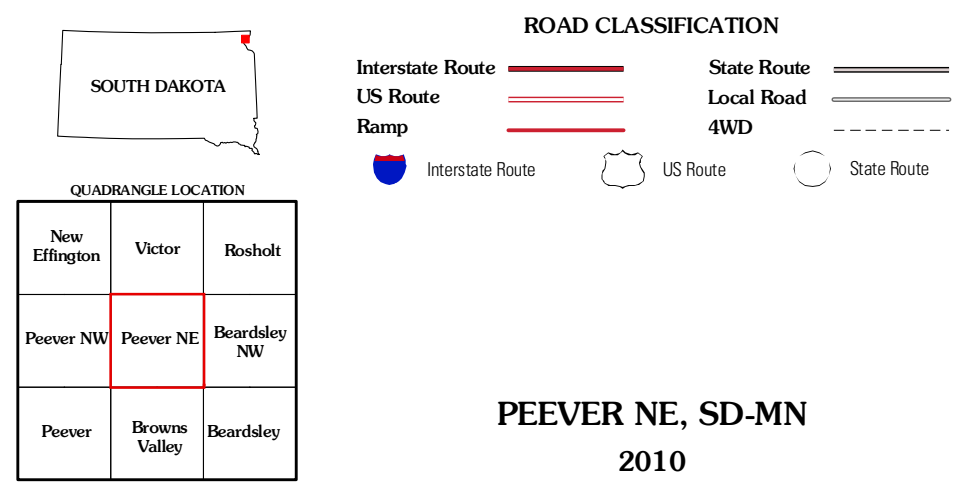 SOUTH DAKOTA
QUADRANGLE LOCATION
New
Effington
Victor
Rosholt
Peever NW
Peever NE
Beardsley
NW
Peever
Browns
Valley
Beardsley
ROAD CLASSIFICATION
Interstate Route
State Route
US Route
Local Road
Ramp
4WD
Interstate Route
US Route
State Route
PEEVER NE, SD-MN
2010